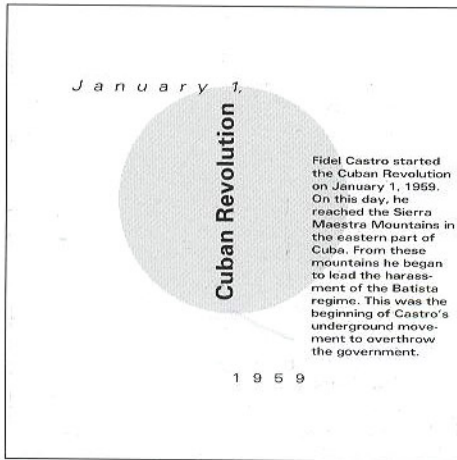 January 1,
Cuban Revolution
Fidel Castro started
the Cuban Revolution
on January 1, 1959.
On this day, he
reached the Sierra
Maestra Mountains in
the eastern part of
Cuba. From these
mountains he began
to lead the harass-
ment of the Batista
regime. This was the
beginning of Castro's
underground move-
ment to overthrow
the government.
1959